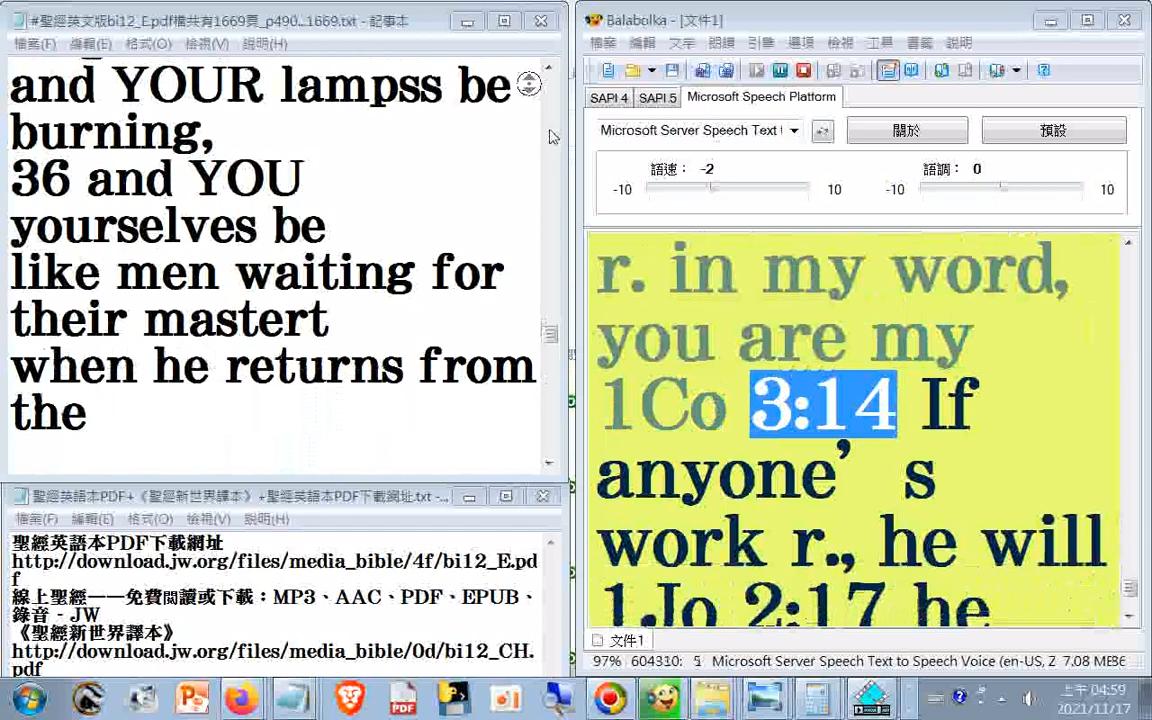 #聖經英文版bi12_E.pdf檔共有1669頁_p490...1669.txt - 記事本
檔案(F) 編輯(E) 格式(O) 檢視(V) 說明(H)
and YOUR lampss be
burning,
36 and YOU
yourselves be
like men waiting for
their mastert
when he returns from
the
聖經英語本PDF+《聖經新世界譯本》+聖經英語本PDF下載網址.txt -...
檔案(F) 編輯(E) 格式(O) 檢視(V) 說明(H)
聖經英語本PDF下載網址
http://download.jw.org/files/media_bible/4f/bi12_E.pd
f
線上聖經——免費閱讀或下載：MP3、AAC、PDF、EPUB、
錄音 - JW
《聖經新世界譯本》
http://download.jw.org/files/media_bible/0d/bi12_CH.
pdf
Balabolka - [文件1]
檔案 編輯 文字 朗讀 引擎 選項 檢視 工具 書籤 說明
SAPI 4 SAPI 5 Microsoft Speech Platform
Microsoft Server Speech Text 關於 預設
語速： -2 語調： 0
-10 10 -10 10
r. in my word,
you are my
1Co 3:14 If
anyone’s
work r., he will
1Jo 2:17 he
文件1
97% 604310: Microsoft Server Speech Text to Speech Voice (en-US, Z 7.08 MB
上午 04:59
2021/11/17